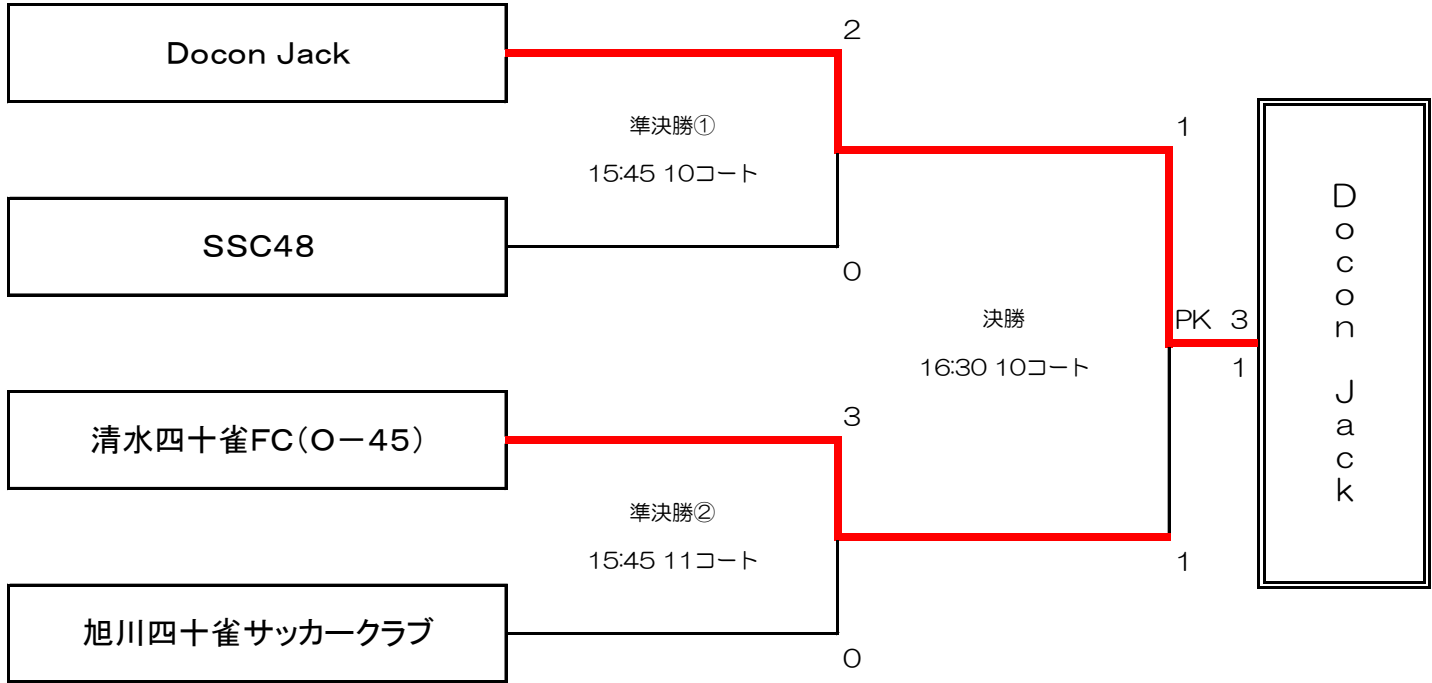 Docon Jack
2
準決勝①
15:45 10コート
SSC48
0
1
決勝
16:30 10コート
PK 3
1
Docon Jack
清水四十雀FC(O-45)
3
準決勝②
15:45 11コート
1
旭川四十雀サッカークラブ
0